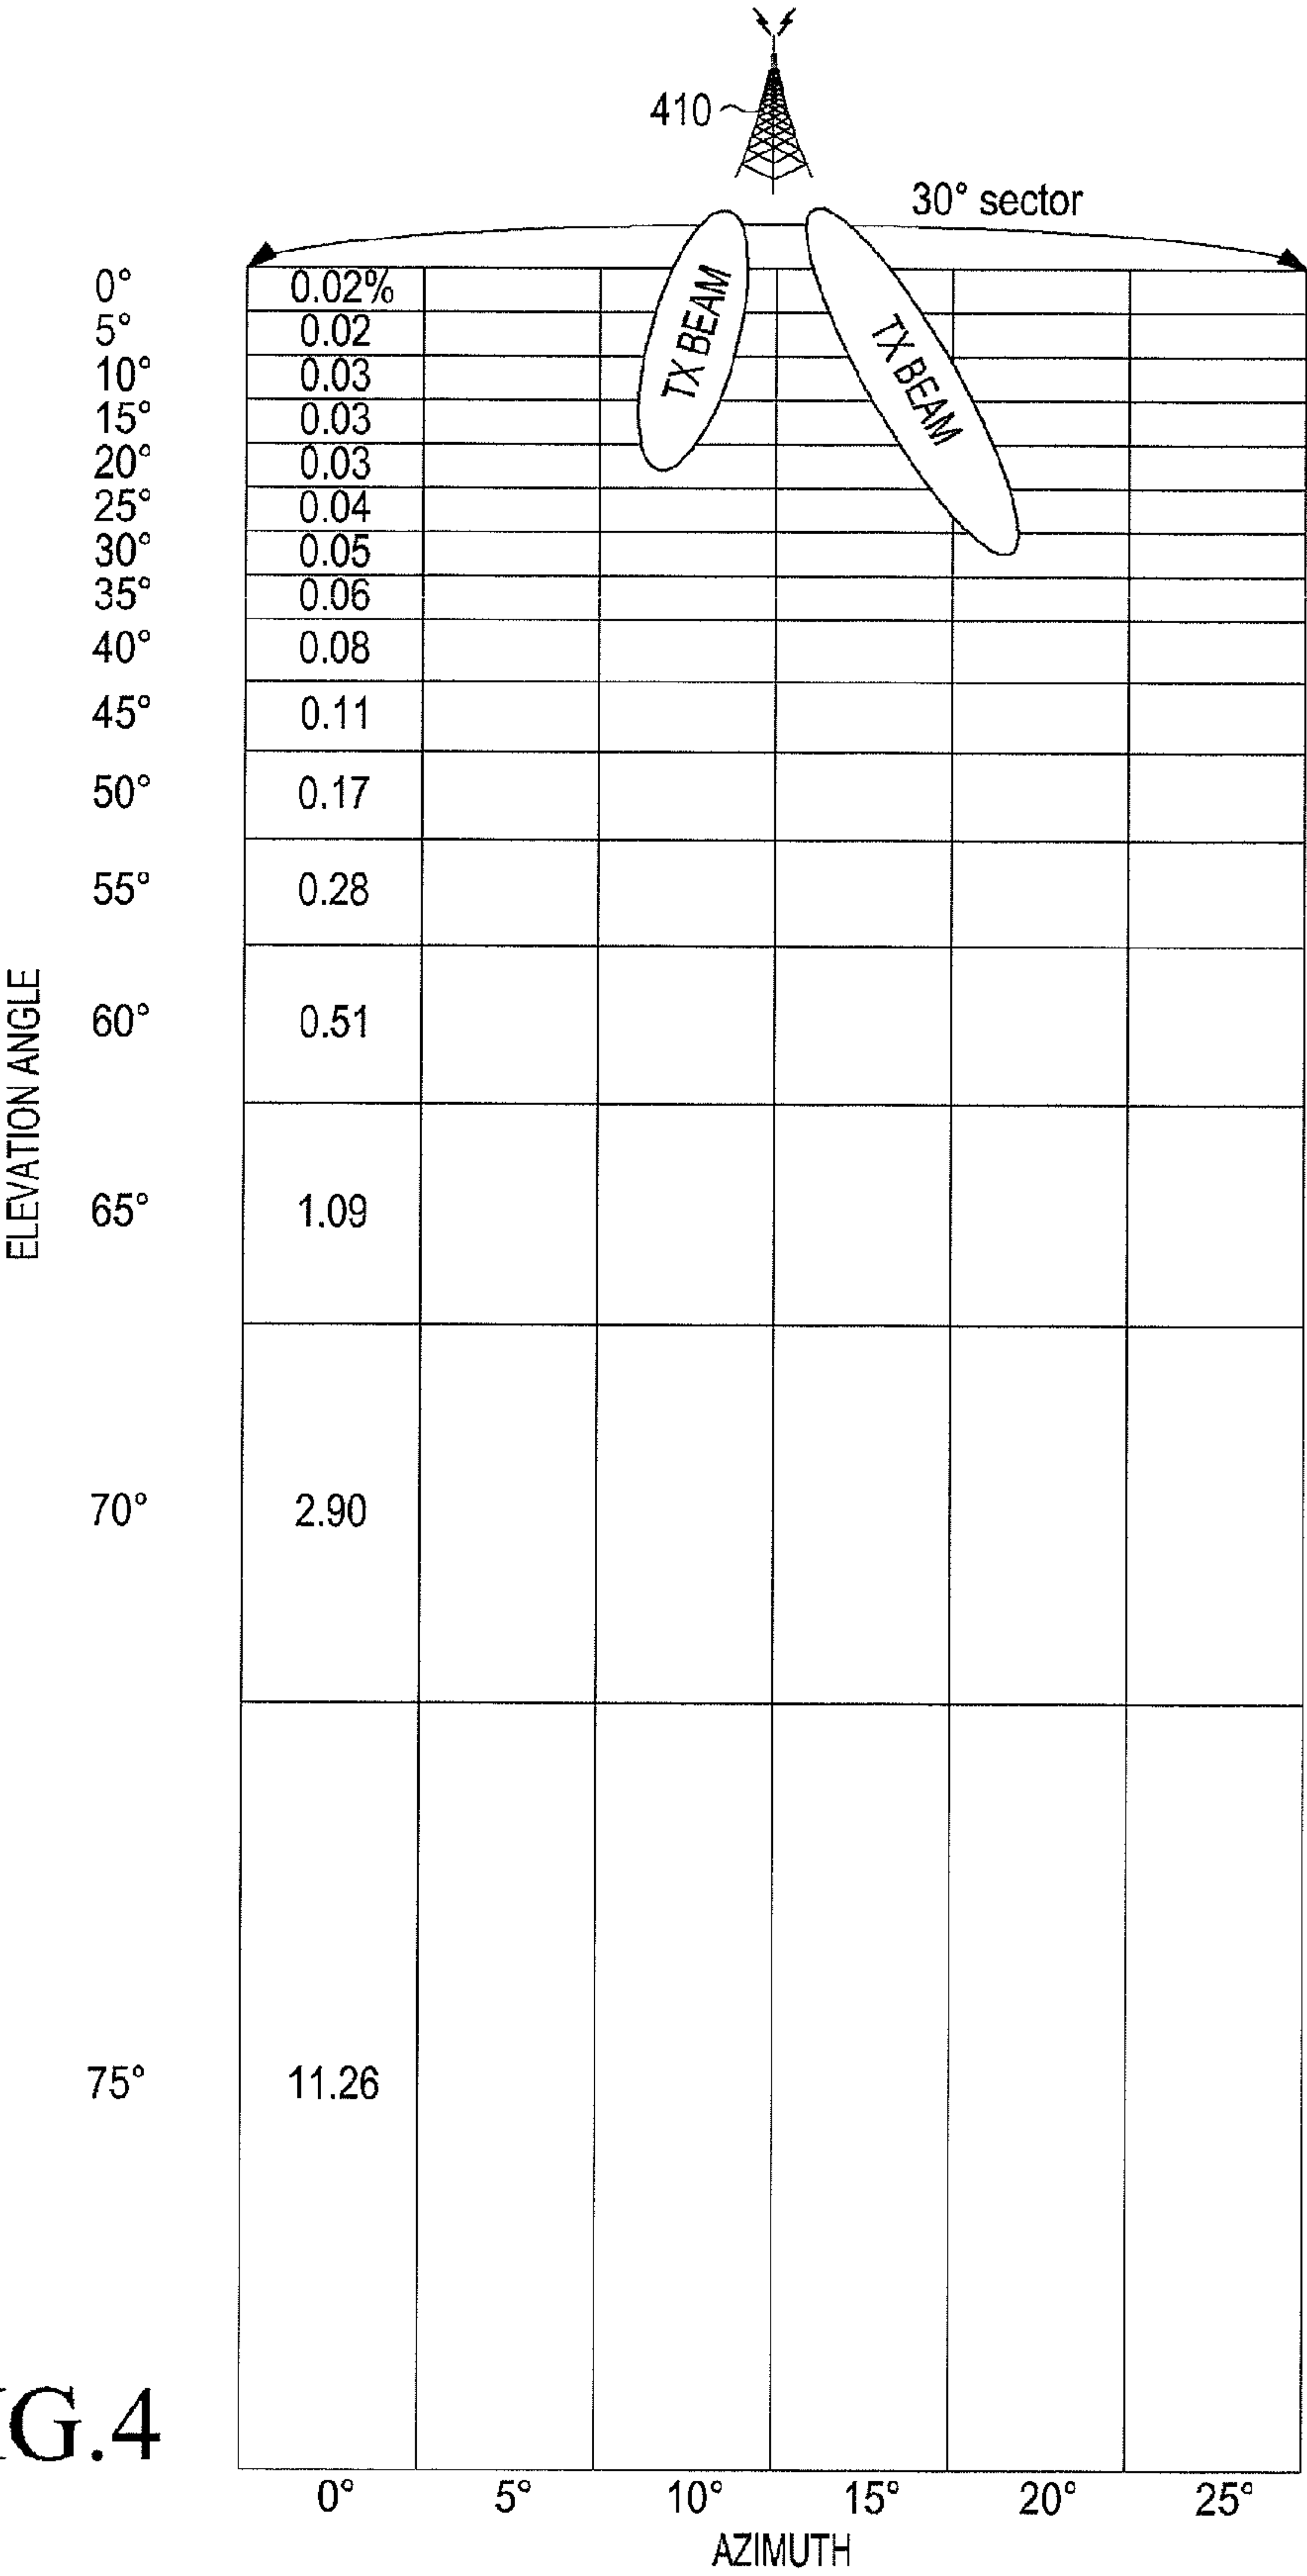 410
30° sector
0° 0.02%
5° 0.02
10° 0.03
15° 0.03
20° 0.03
25° 0.04
30° 0.05
35° 0.06
40° 0.08
45° 0.11
50° 0.17
55° 0.28
60° 0.51
65° 1.09
70° 2.90
75° 11.26
TX BEAM
TX BEAM
ELEVATION ANGLE
0° 5° 10° 15° 20° 25°
AZIMUTH
G.4